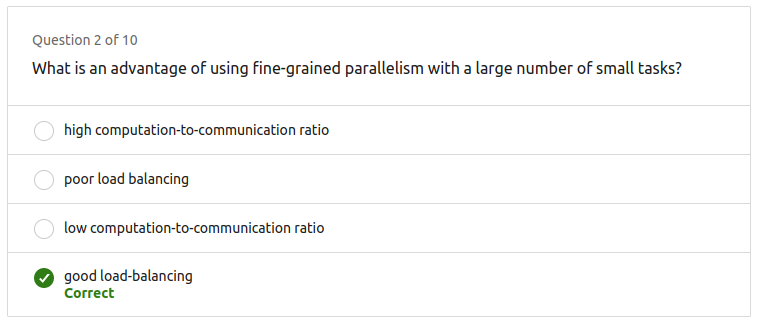 Question 2 of 10
What is an advantage of using fine-grained parallelism with a large number of small tasks?
high computation-to-communication ratio
poor load balancing
low computation-to-communication ratio
good load-balancing
Correct